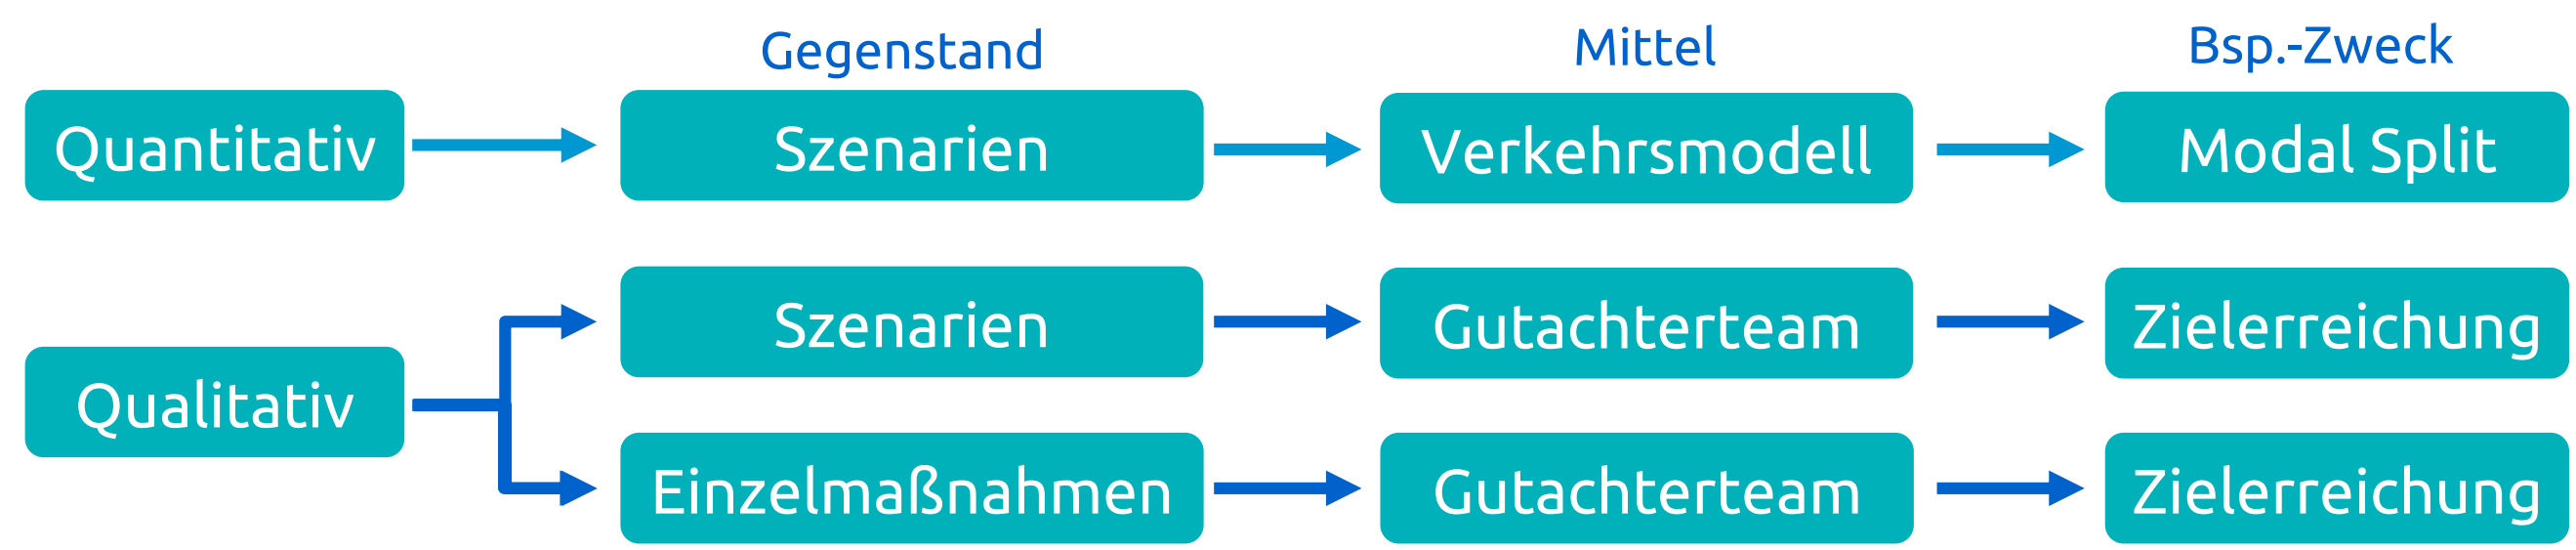 Gegenstand Mittel Bsp.-Zweck
Quantitativ Szenarien Verkehrsmodell Modal Split
Szenarien Gutachterteam Zielerreichung
Qualitativ
Einzelmaßnahmen Gutachterteam Zielerreichung